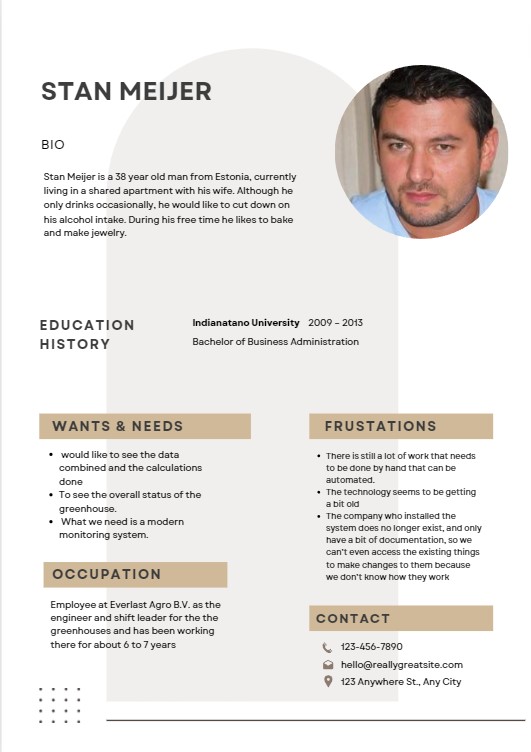 STAN MEIJER
BIO
Stan Meijer is a 38 year old man from Estonia, currently
living in a shared apartment with his wife. Although he
only drinks occasionally, he would like to cut down on
his alcohol intake. During his free time he likes to bake
and make jewelry.
EDUCATION
HISTORY
Indianatano University 2009 – 2013
Bachelor of Business Administration
WANTS & NEEDS
• would like to see the data
combined and the calculations
done
• To see the overall status of the
greenhouse.
• What we need is a modern
monitoring system.
OCCUPATION
Employee at Everlast Agro B.V. as the
engineer and shift leader for the the
greenhouses and has been working
there for about 6 to 7 years
FRUSTATIONS
• There is still a lot of work that needs
to be done by hand that can be
automated.
• The technology seems to be getting
a bit old
• The company who installed the
system does no longer exist, and only
have a bit of documentation, so we
can't even access the existing things
to make changes to them because
we don't know how they work
CONTACT
123-456-7890
hello@reallygreatsite.com
123 Anywhere St., Any City